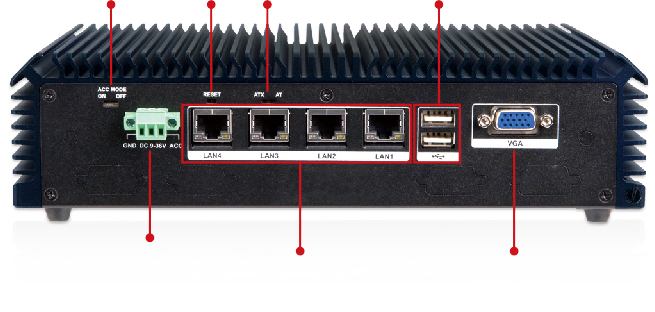 ACC MODE
ON OFF
RESET
ATX AT
GND DC 9-36V ACC
LAN4 LAN3 LAN2 LAN1
VGA